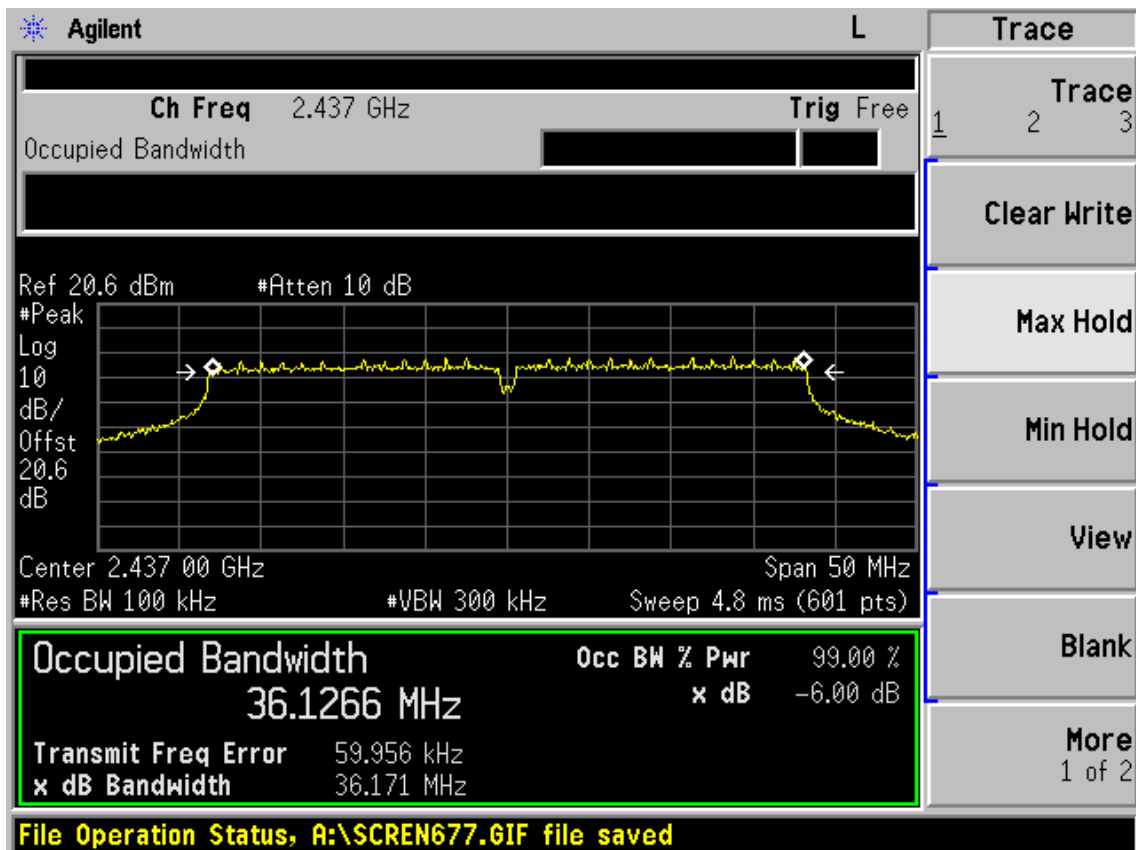 Agilent
L
Trace
Ch Freq 2.437 GHz
Trig Free
Occupied Bandwidth
Trace
1 2 3
Clear Write
Max Hold
Min Hold
View
Blank
More
1 of 2
Ref 20.6 dBm #Atten 10 dB
#Peak
Log
10
dB/
Offst
20.6
dB
Center 2.437 00 GHz Span 50 MHz
#Res BW 100 kHz #VBW 300 kHz Sweep 4.8 ms (601 pts)
Occupied Bandwidth
36.1266 MHz
Occ BW % Pwr 99.00 %
x dB -6.00 dB
Transmit Freq Error 59.956 kHz
x dB Bandwidth 36.171 MHz
File Operation Status, A:\SCREN677.GIF file saved